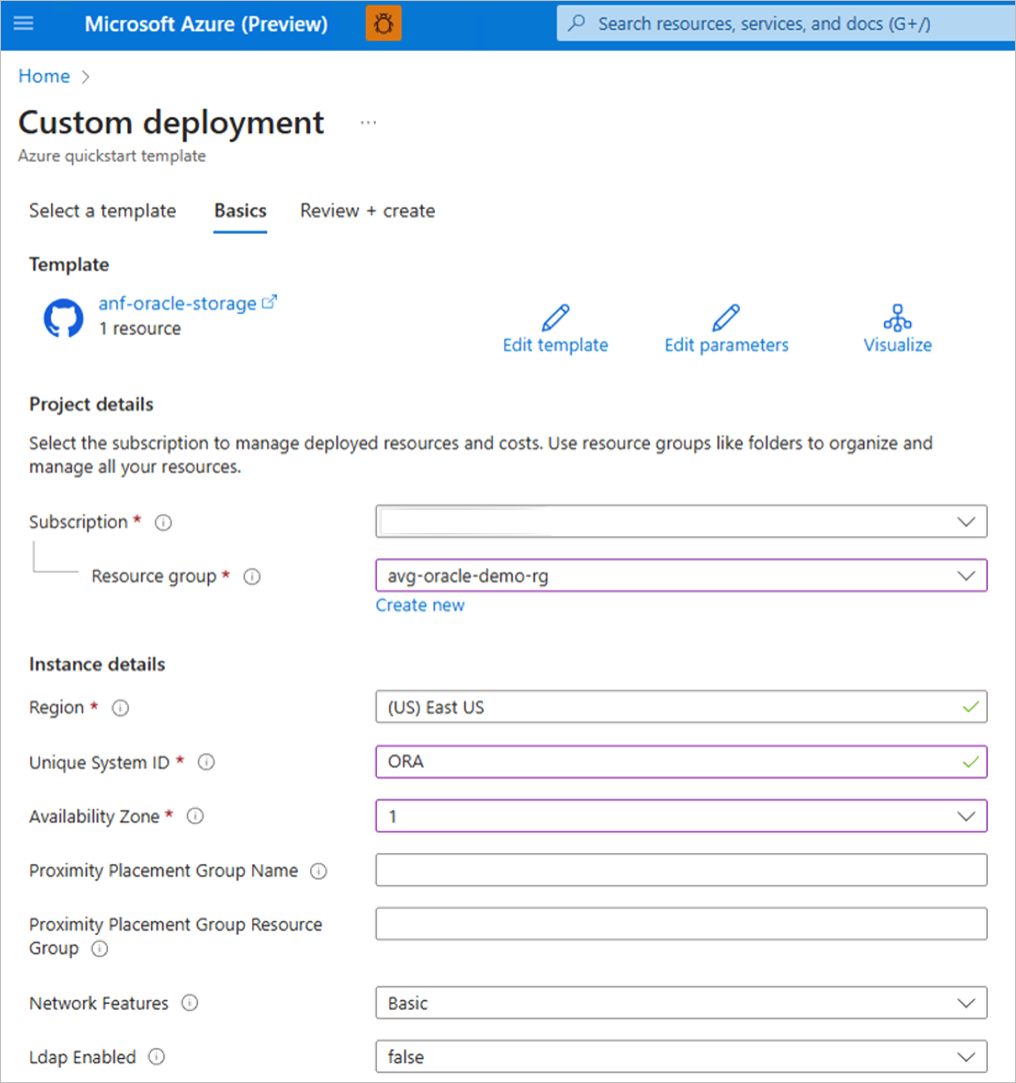 Microsoft Azure (Preview)
Search resources, services, and docs (G+/)
Home
Custom deployment
Azure quickstart template
Select a template Basics Review + create
Template
anf-oracle-storage
1 resource
Edit template Edit parameters Visualize
Project details
Select the subscription to manage deployed resources and costs. Use resource groups like folders to organize and
manage all your resources.
Subscription *
Resource group * avg-oracle-demo-rg
Create new
Instance details
Region * (US) East US
Unique System ID * ORA
Availability Zone * 1
Proximity Placement Group Name
Proximity Placement Group Resource
Group
Network Features Basic
Ldap Enabled false